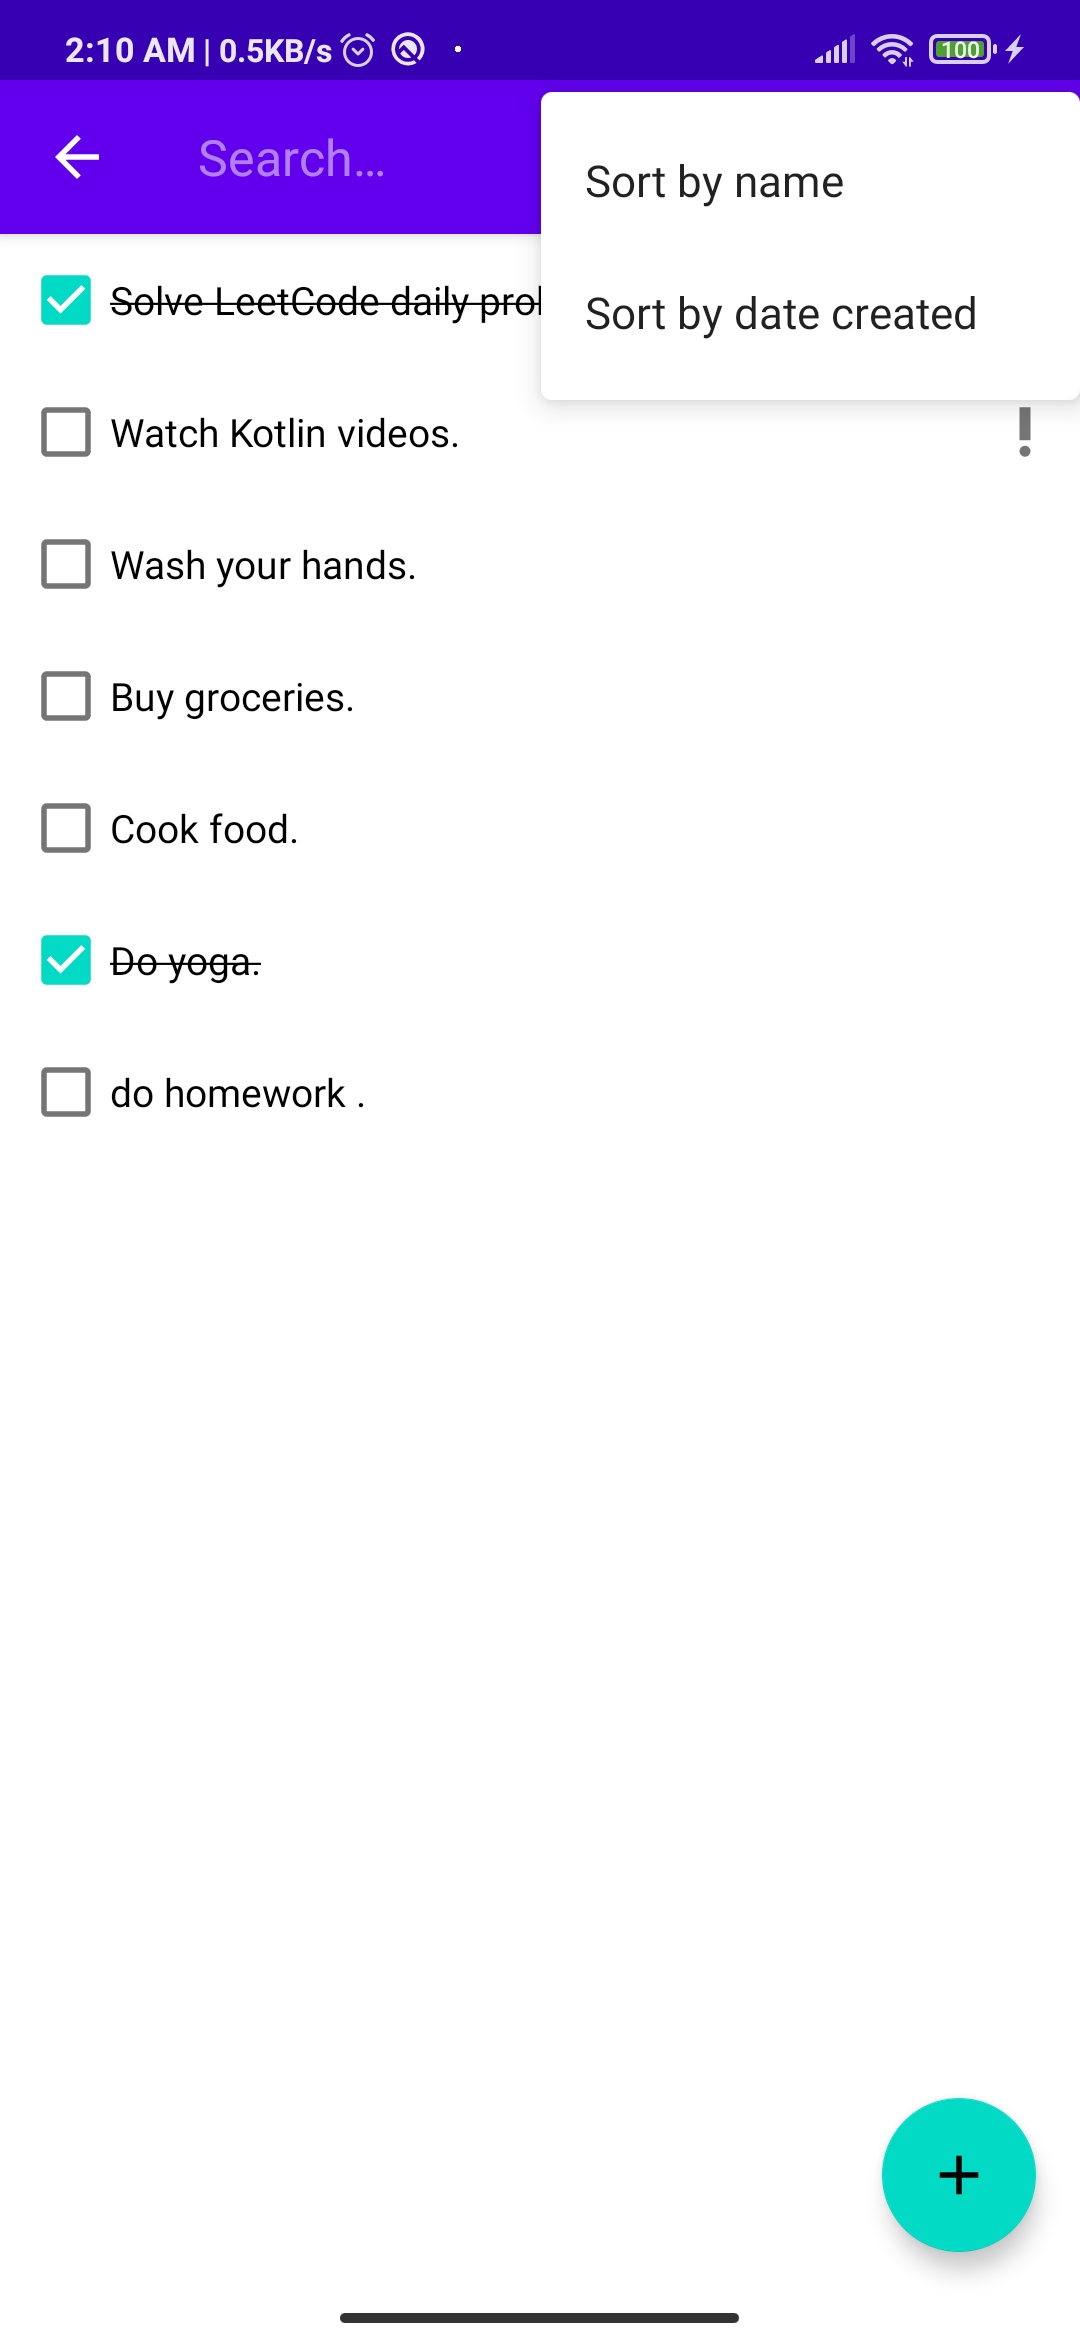 2:10 AM | 0.5KB/s
100
Search...
Sort by name
Sort by date created
Solve LeetCode daily
Watch Kotlin videos.
Wash your hands.
Buy groceries.
Cook food.
Do yoga.
do homework .